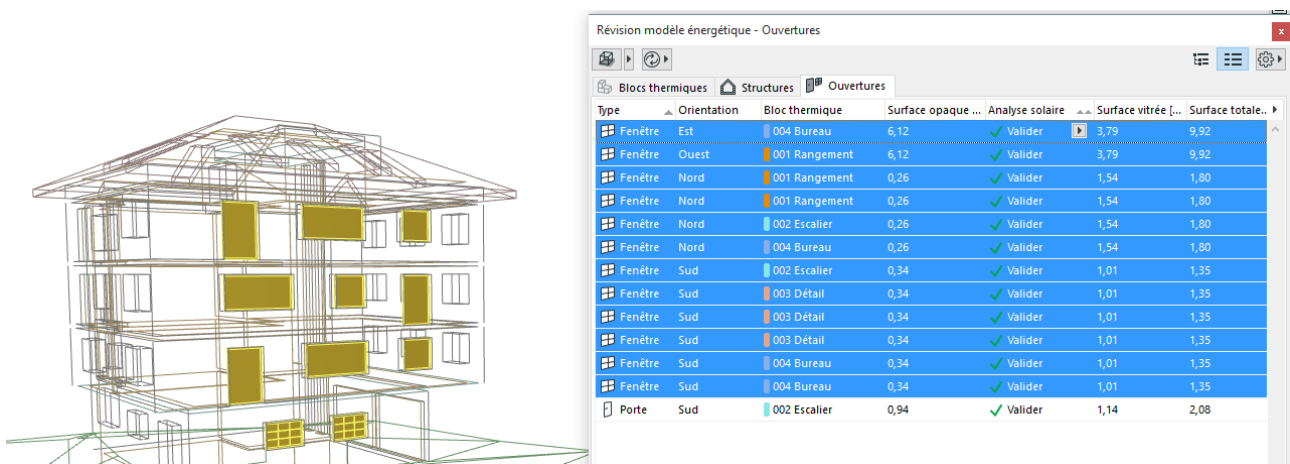 Révision modèle énergétique - Ouvertures
x
Blocs thermiques Structures Ouvertures
Type Orientation Bloc thermique Surface opaque ... Analyse solaire Surface vitrée [... Surface totale..
Fenêtre Est 004 Bureau 6,12 Valider 3,79 9,92
Fenêtre Ouest 001 Rangement 6,12 Valider 3,79 9,92
Fenêtre Nord 001 Rangement 0,26 Valider 1,54 1,80
Fenêtre Nord 001 Rangement 0,26 Valider 1,54 1,80
Fenêtre Nord 002 Escalier 0,26 Valider 1,54 1,80
Fenêtre Nord 004 Bureau 0,26 Valider 1,54 1,80
Fenêtre Sud 002 Escalier 0,34 Valider 1,01 1,35
Fenêtre Sud 003 Détail 0,34 Valider 1,01 1,35
Fenêtre Sud 003 Détail 0,34 Valider 1,01 1,35
Fenêtre Sud 003 Détail 0,34 Valider 1,01 1,35
Fenêtre Sud 004 Bureau 0,34 Valider 1,01 1,35
Fenêtre Sud 004 Bureau 0,34 Valider 1,01 1,35
Porte Sud 002 Escalier 0,94 Valider 1,14 2,08